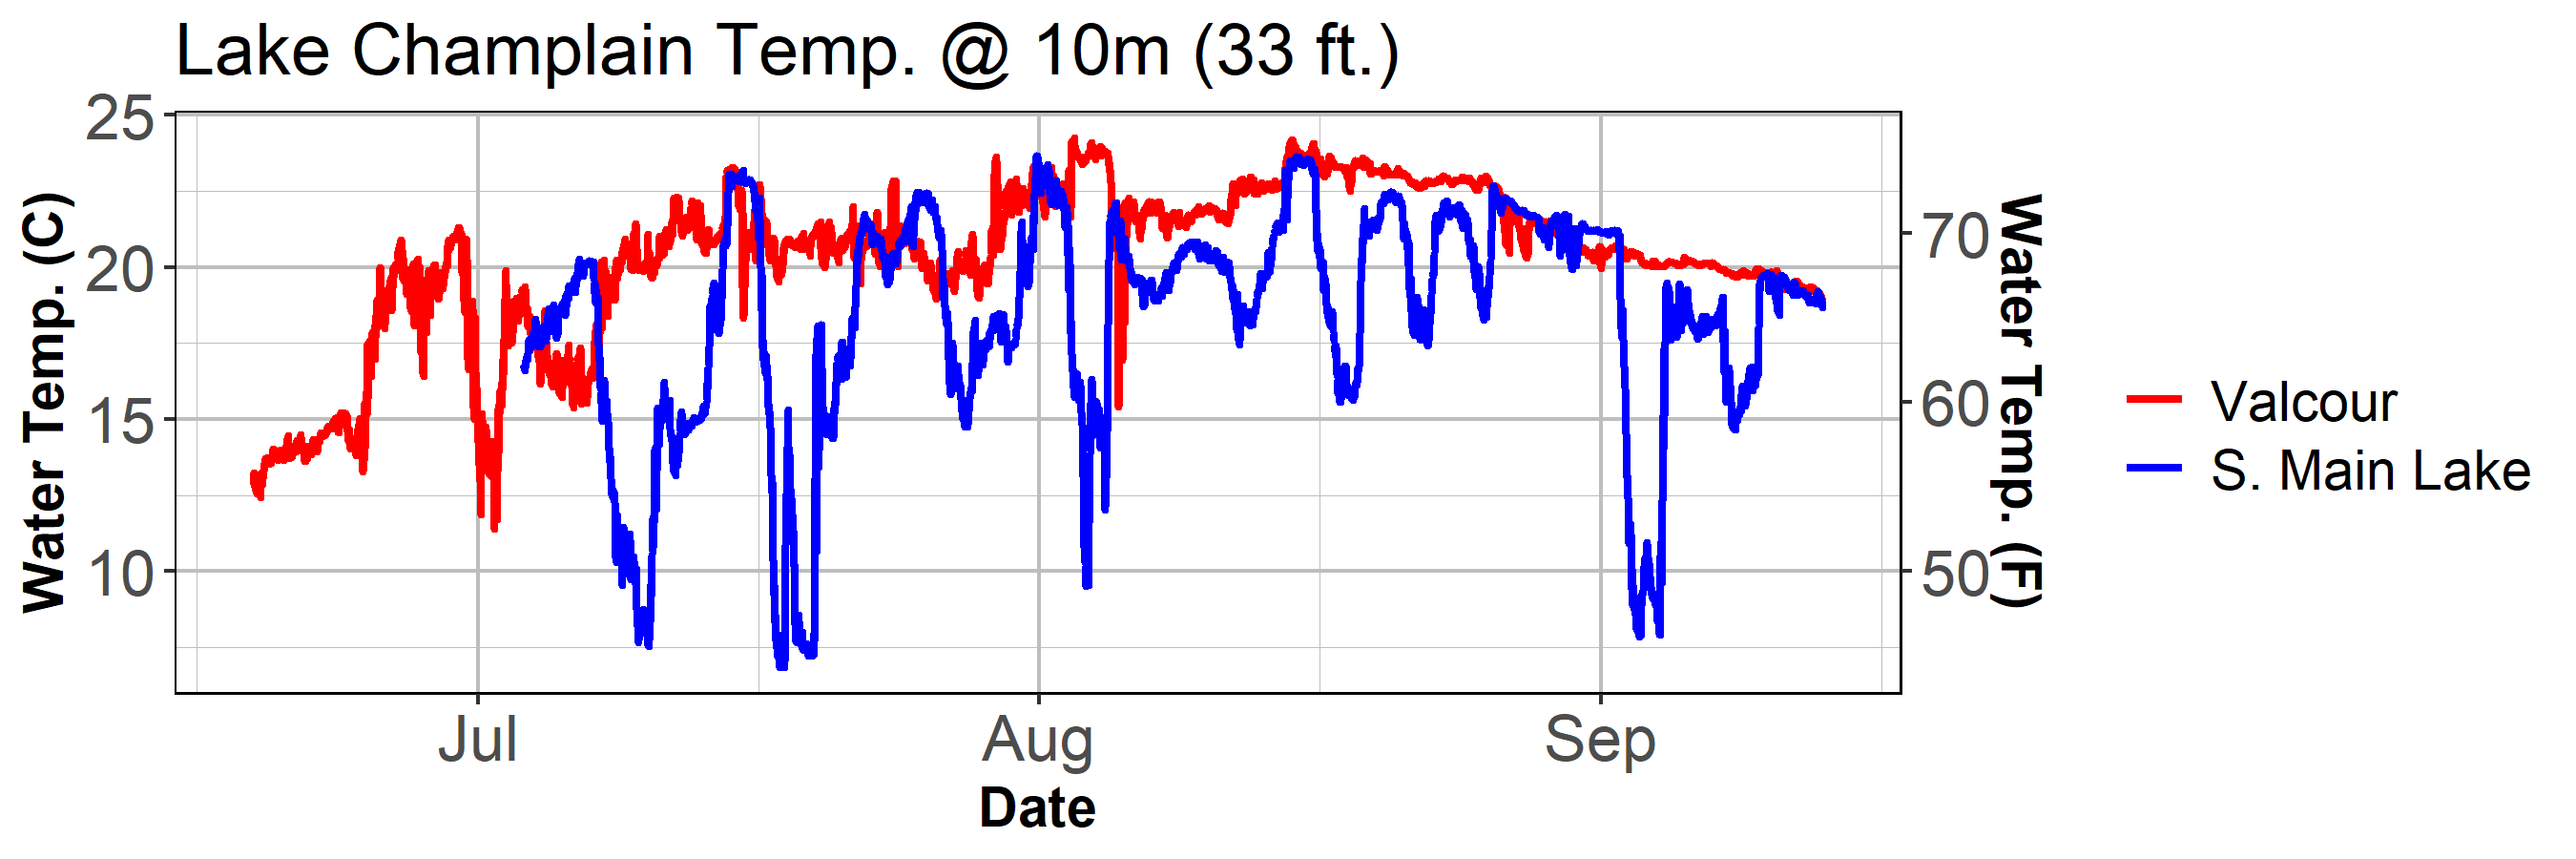 Lake Champlain Temp. @ 10m (33 ft.)
Water Temp. (C)
25
20
15
10
70
60
50
Water Temp. (F)
Jul
Aug
Sep
Date
Valcour
S. Main Lake